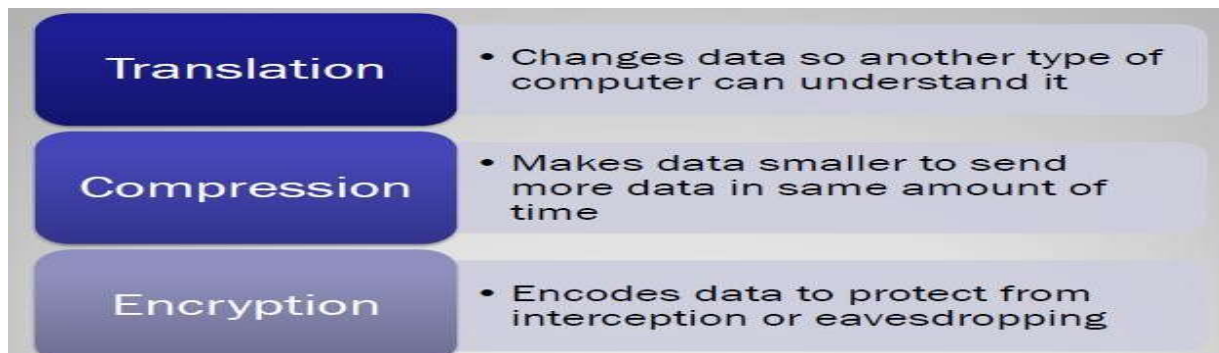 Translation
• Changes data so another type of
computer can understand it
Compression
• Makes data smaller to send
more data in same amount of
time
Encryption
• Encodes data to protect from
interception or eavesdropping